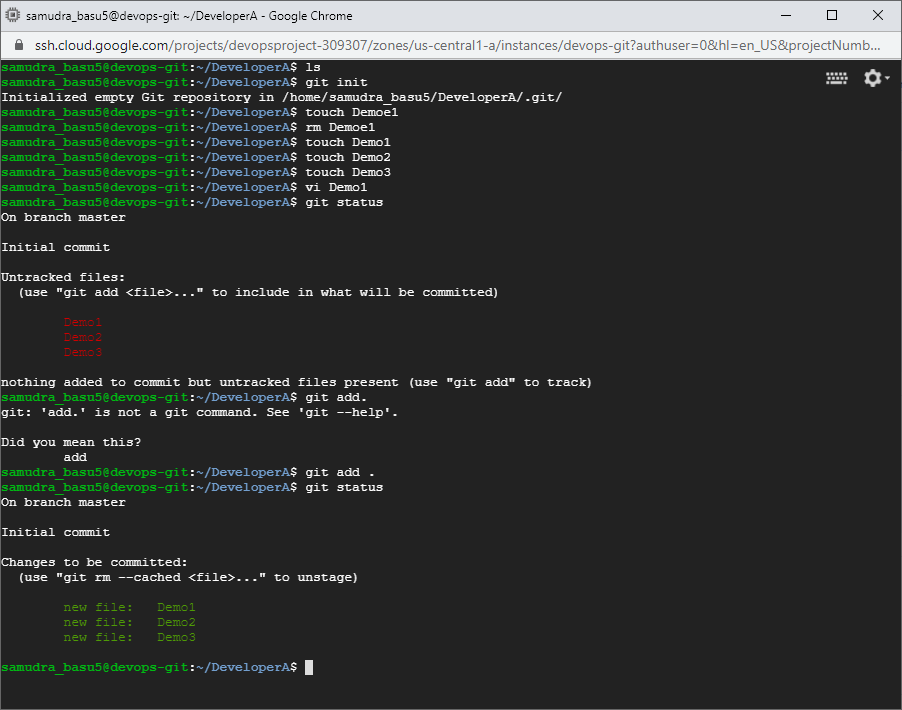 samudra_basu5@devops-git: ~/DeveloperA - Google Chrome
ssh.cloud.google.com/projects/devopsproject-309307/zones/us-central1-a/instances/devops-git?authuser=0&hl=en_US&projectNumb...
samudra_basu5@devops-git:~/DeveloperA$ ls
samudra_basu5@devops-git:~/DeveloperA$ git init
Initialized empty Git repository in /home/samudra_basu5/DeveloperA/.git/
samudra_basu5@devops-git:~/DeveloperA$ touch Demoe1
samudra_basu5@devops-git:~/DeveloperA$ rm Demoe1
samudra_basu5@devops-git:~/DeveloperA$ touch Demo1
samudra_basu5@devops-git:~/DeveloperA$ touch Demo2
samudra_basu5@devops-git:~/DeveloperA$ touch Demo3
samudra_basu5@devops-git:~/DeveloperA$ vi Demo1
samudra_basu5@devops-git:~/DeveloperA$ git status
On branch master
Initial commit
Untracked files:
(use "git add <file>..." to include in what will be committed)
Demo1
Demo2
Demo3
nothing added to commit but untracked files present (use "git add" to track)
samudra_basu5@devops-git:~/DeveloperA$ git add.
git: 'add.' is not a git command. See 'git --help'.
Did you mean this?
add
samudra_basu5@devops-git:~/DeveloperA$ git add .
samudra_basu5@devops-git:~/DeveloperA$ git status
On branch master
Initial commit
Changes to be committed:
(use "git rm --cached <file>..." to unstage)
new file:   Demo1
new file:   Demo2
new file:   Demo3
samudra_basu5@devops-git:~/DeveloperA$